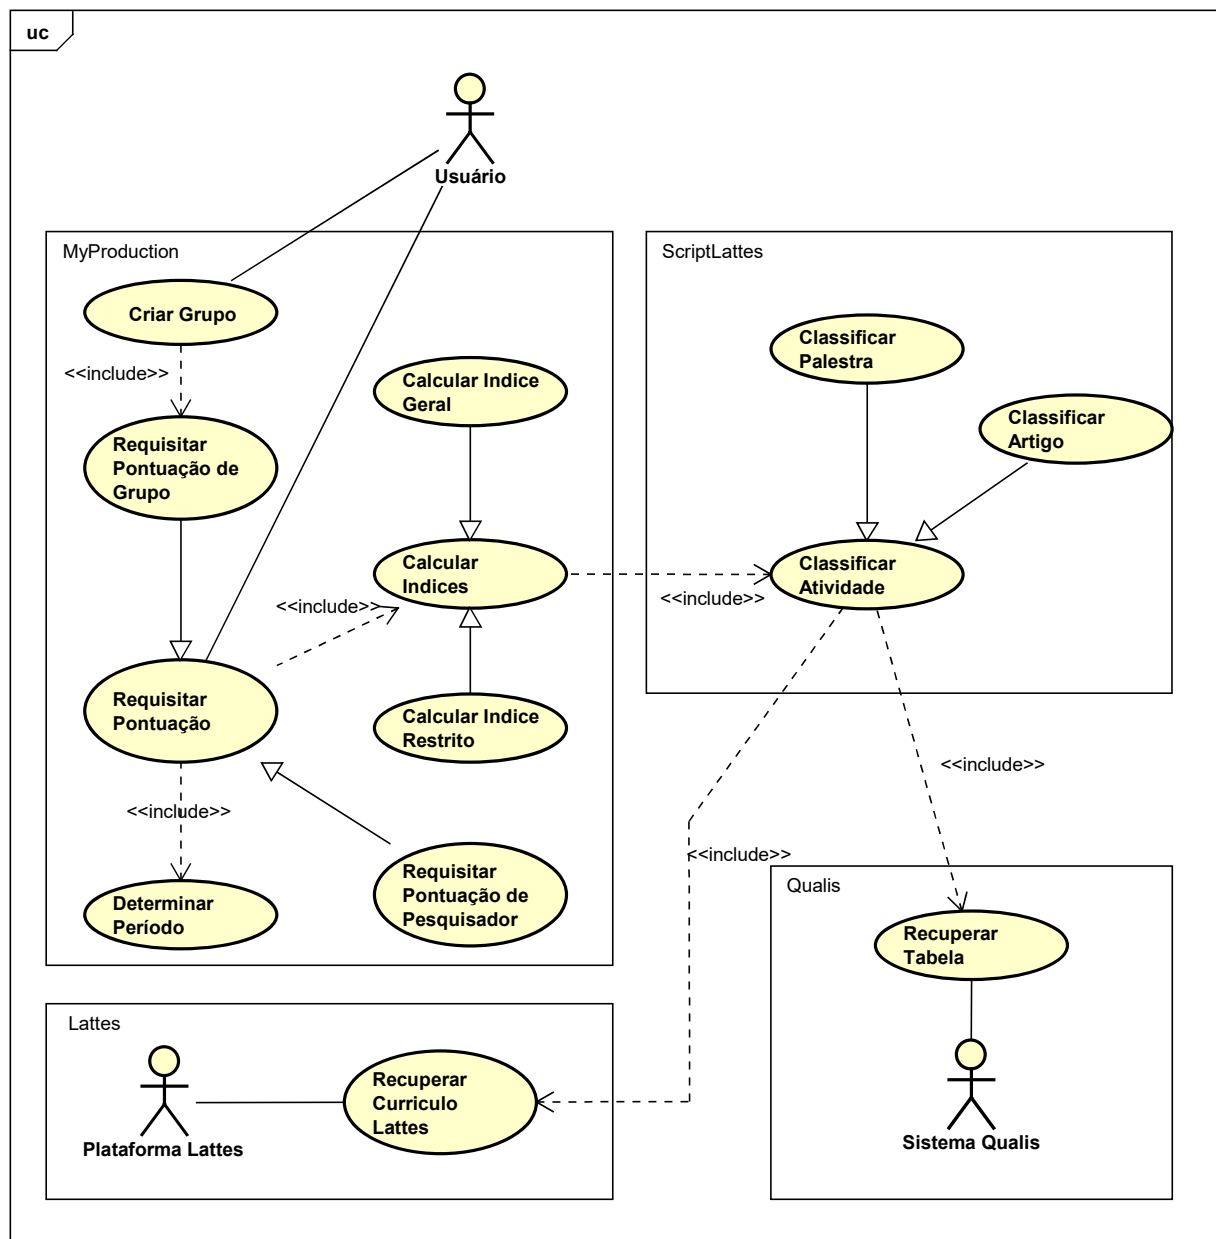 uc
Usuário
MyProduction
Criar Grupo
<<include>>
Requisitar
Pontuação de
Grupo
Calcular Indice
Geral
Calcular
Indices
<<include>>
Requisitar
Pontuação
Calcular Indice
Restrito
<<include>>
Determinar
Período
Requisitar
Pontuação de
Pesquisador
ScriptLattes
Classificar
Palestra
Classificar
Artigo
Classificar
Atividade
<<include>>
<<include>>
<<include>>
Qualis
Recuperar
Tabela
Sistema Qualis
Lattes
Plataforma Lattes
Recuperar
Curriculo
Lattes